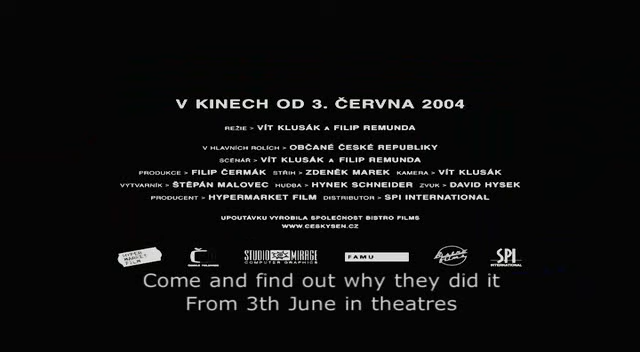 V KINECH OD 3. ČERVNA 2004
REŽIE > VÍT KLUSÁK A FILIP REMUNDA
V HLAVNÍCH ROLÍCH > OBČANÉ ČESKÉ REPUBLIKY
SCÉNÁŘ > VÍT KLUSÁK A FILIP REMUNDA
PRODUKCE > FILIP ČERMÁK STŘIH > ZDENĚK MAREK KAMERA > VÍT KLUSÁK
VÝTVARNÍK > ŠTĚPÁN MALOVEC HUDBA > HYNEK SCHNEIDER ZVUK > DAVID HYSEK
PRODUCENT > HYPERMARKET FILM DISTRIBUTOR > SPI INTERNATIONAL
UPOUTÁVKU VYROBILA SPOLEČNOST BISTRO FILMS
WWW.CESKYSEN.CZ
HYPER MARKET FILM STUDIO MIRAGE COMPUTER GRAPHICS FAMU SPI INTERNATIONAL
Come and find out why they did it
From 3th June in theatres